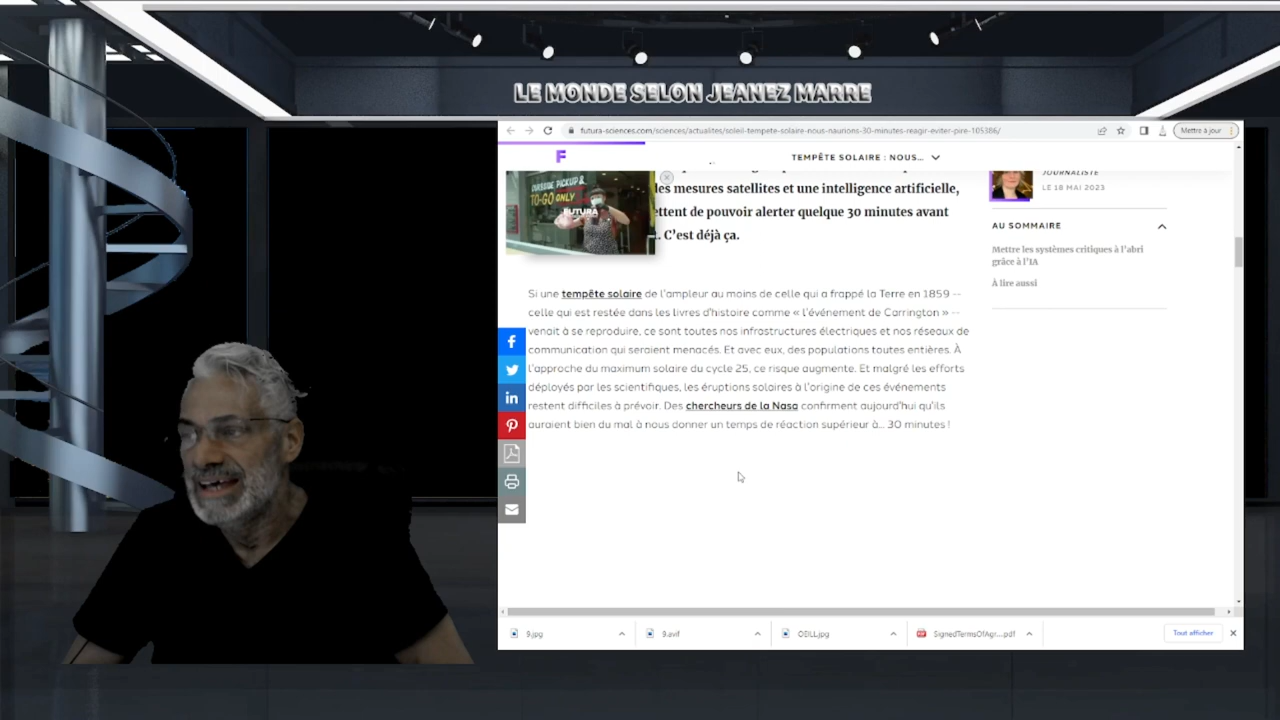 LE MONDE SELON JEANEZ MARRE
futura-sciences.com/sciences/actualites/soleil-tempete-solaire-nous-naurions-30-minutes-reagir-eviter-pire-105386/
Mettre à jour
F
TEMPÊTE SOLAIRE : NOUS...
CURBSIDE PICKUP &
TO-GO ONLY
FUTURA
les mesures satellites et une intelligence artificielle,
ettent de pouvoir alerter quelque 30 minutes avant
. C'est déjà ça.
JOURNALISTE
LE 18 MAI 2023
AU SOMMAIRE
Mettre les systèmes critiques à l'abri
grâce à l'IA
À lire aussi
Si une tempête solaire de l'ampleur au moins de celle qui a frappé la Terre en 1859 --
celle qui est restée dans les livres d'histoire comme « l'événement de Carrington » --
venait à se reproduire, ce sont toutes nos infrastructures électriques et nos réseaux de
communication qui seraient menacés. Et avec eux, des populations toutes entières. À
l'approche du maximum solaire du cycle 25, ce risque augmente. Et malgré les efforts
déployés par les scientifiques, les éruptions solaires à l'origine de ces événements
restent difficiles à prévoir. Des chercheurs de la Nasa confirment aujourd'hui qu'ils
auraient bien du mal à nous donner un temps de réaction supérieur à... 30 minutes !
9.jpg
9.avif
OEILL.jpg
SignedTermsOfAgr....pdf
Tout afficher